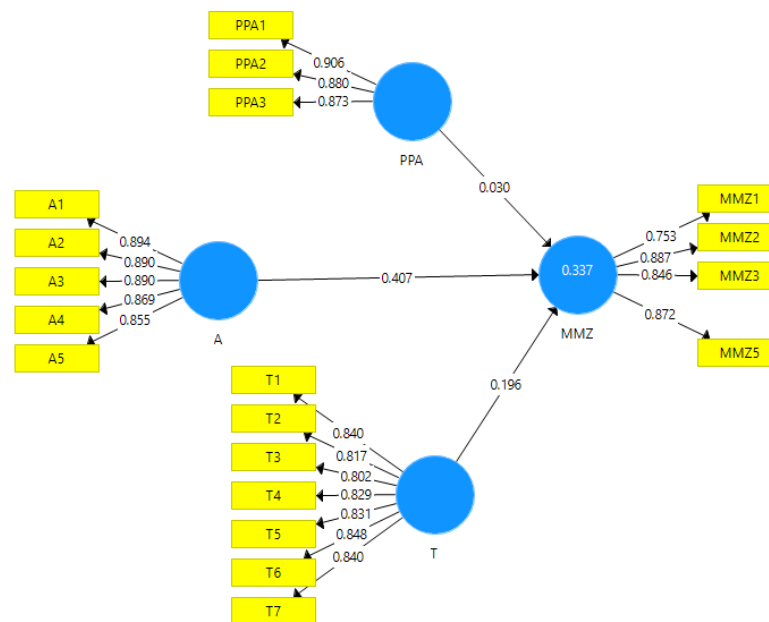 PPA1
PPA2
PPA3
0.906
0.880
0.873
PPA
0.030
A1
A2
A3
A4
A5
0.894
0.890
0.890
0.869
0.855
A
0.407
0.337
MMZ
MMZ1
MMZ2
MMZ3
MMZ5
0.753
0.887
0.846
0.872
0.196
T1
T2
T3
T4
T5
T6
T7
0.840
0.817
0.802
0.829
0.831
0.848
0.840
T